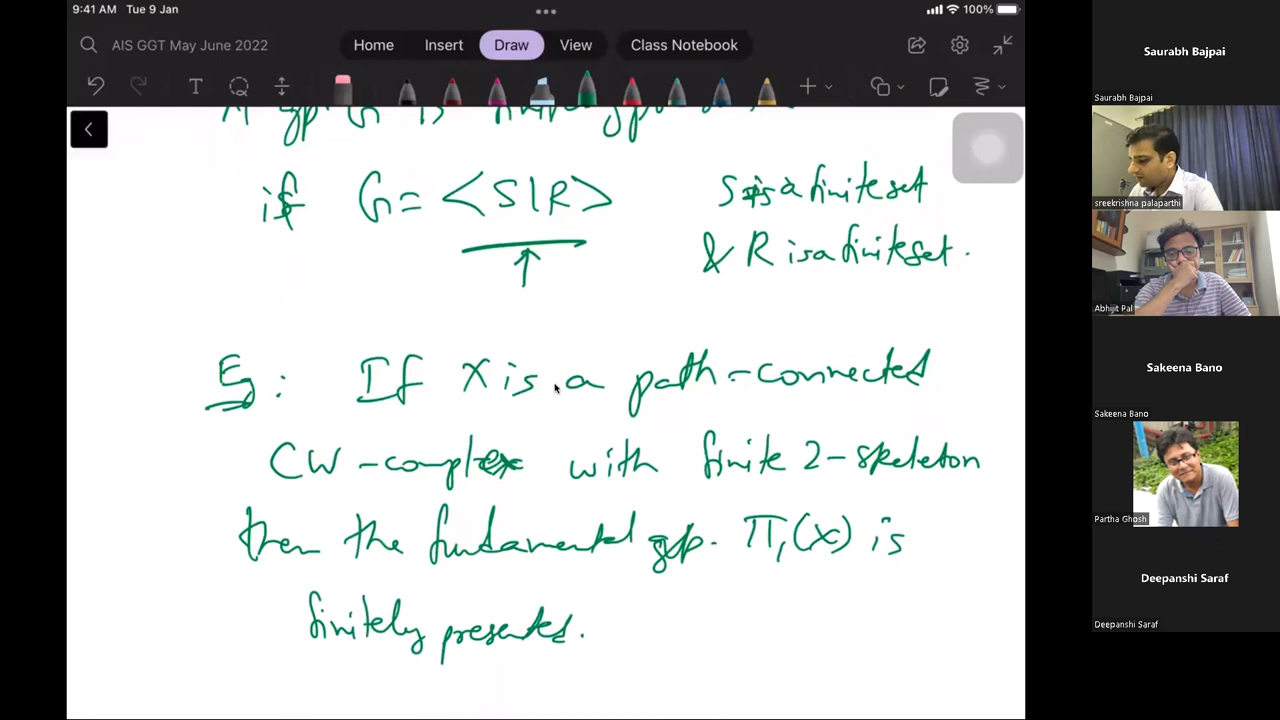 9:41 AM Tue 9 Jan
100%
AIS GGT May June 2022
Home Insert Draw View Class Notebook
if G = <S|R> S is a finite set
& R is a finite set.
Eg: If X is a path-connected
CW-complex with finite 2-skeleton
then the fundamental gp. π₁(X) is
finitely presented.
Saurabh Bajpai
Saurabh Bajpai
sreekrishna palaparthi
Abhijit Pal
Sakeena Bano
Sakeena Bano
Partha Ghosh
Deepanshi Saraf
Deepanshi Saraf